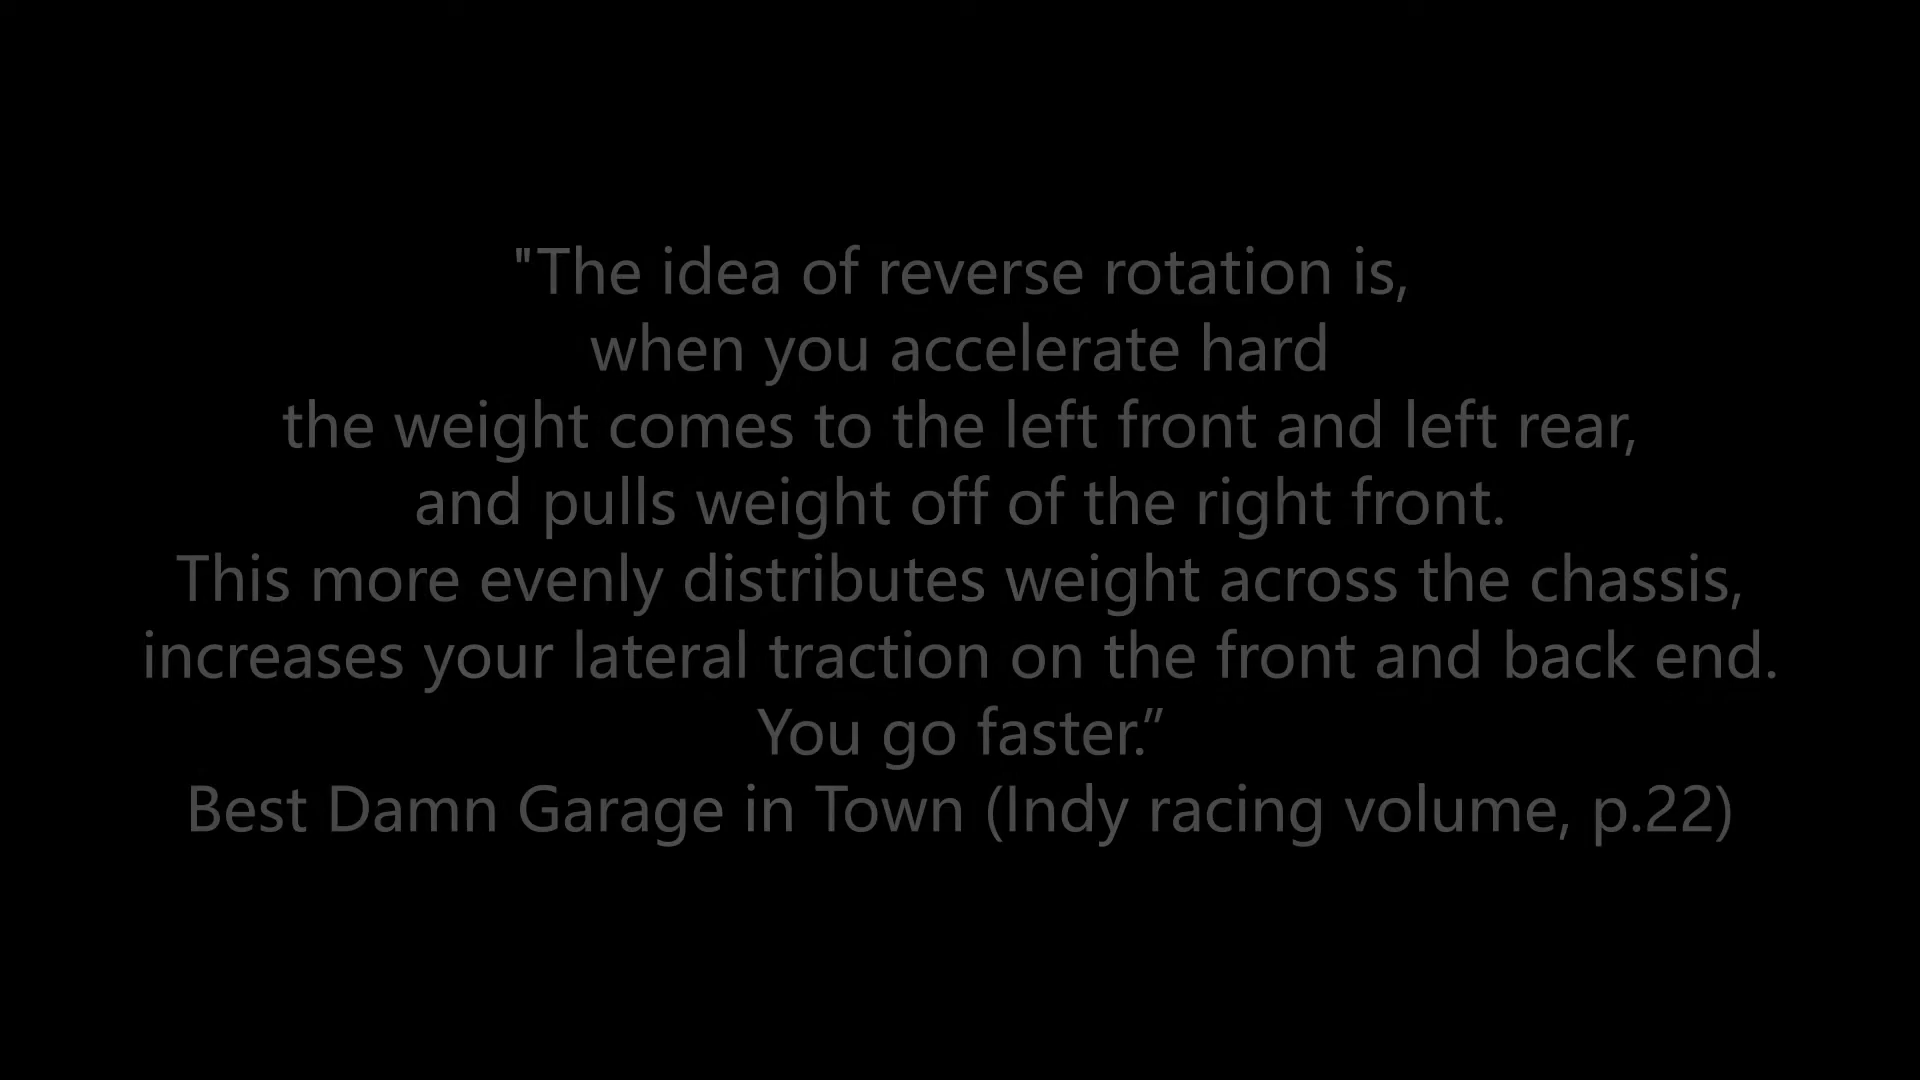 "The idea of reverse rotation is,
when you accelerate hard
the weight comes to the left front and left rear,
and pulls weight off of the right front.
This more evenly distributes weight across the chassis,
increases your lateral traction on the front and back end.
You go faster.”
Best Damn Garage in Town (Indy racing volume, p.22)